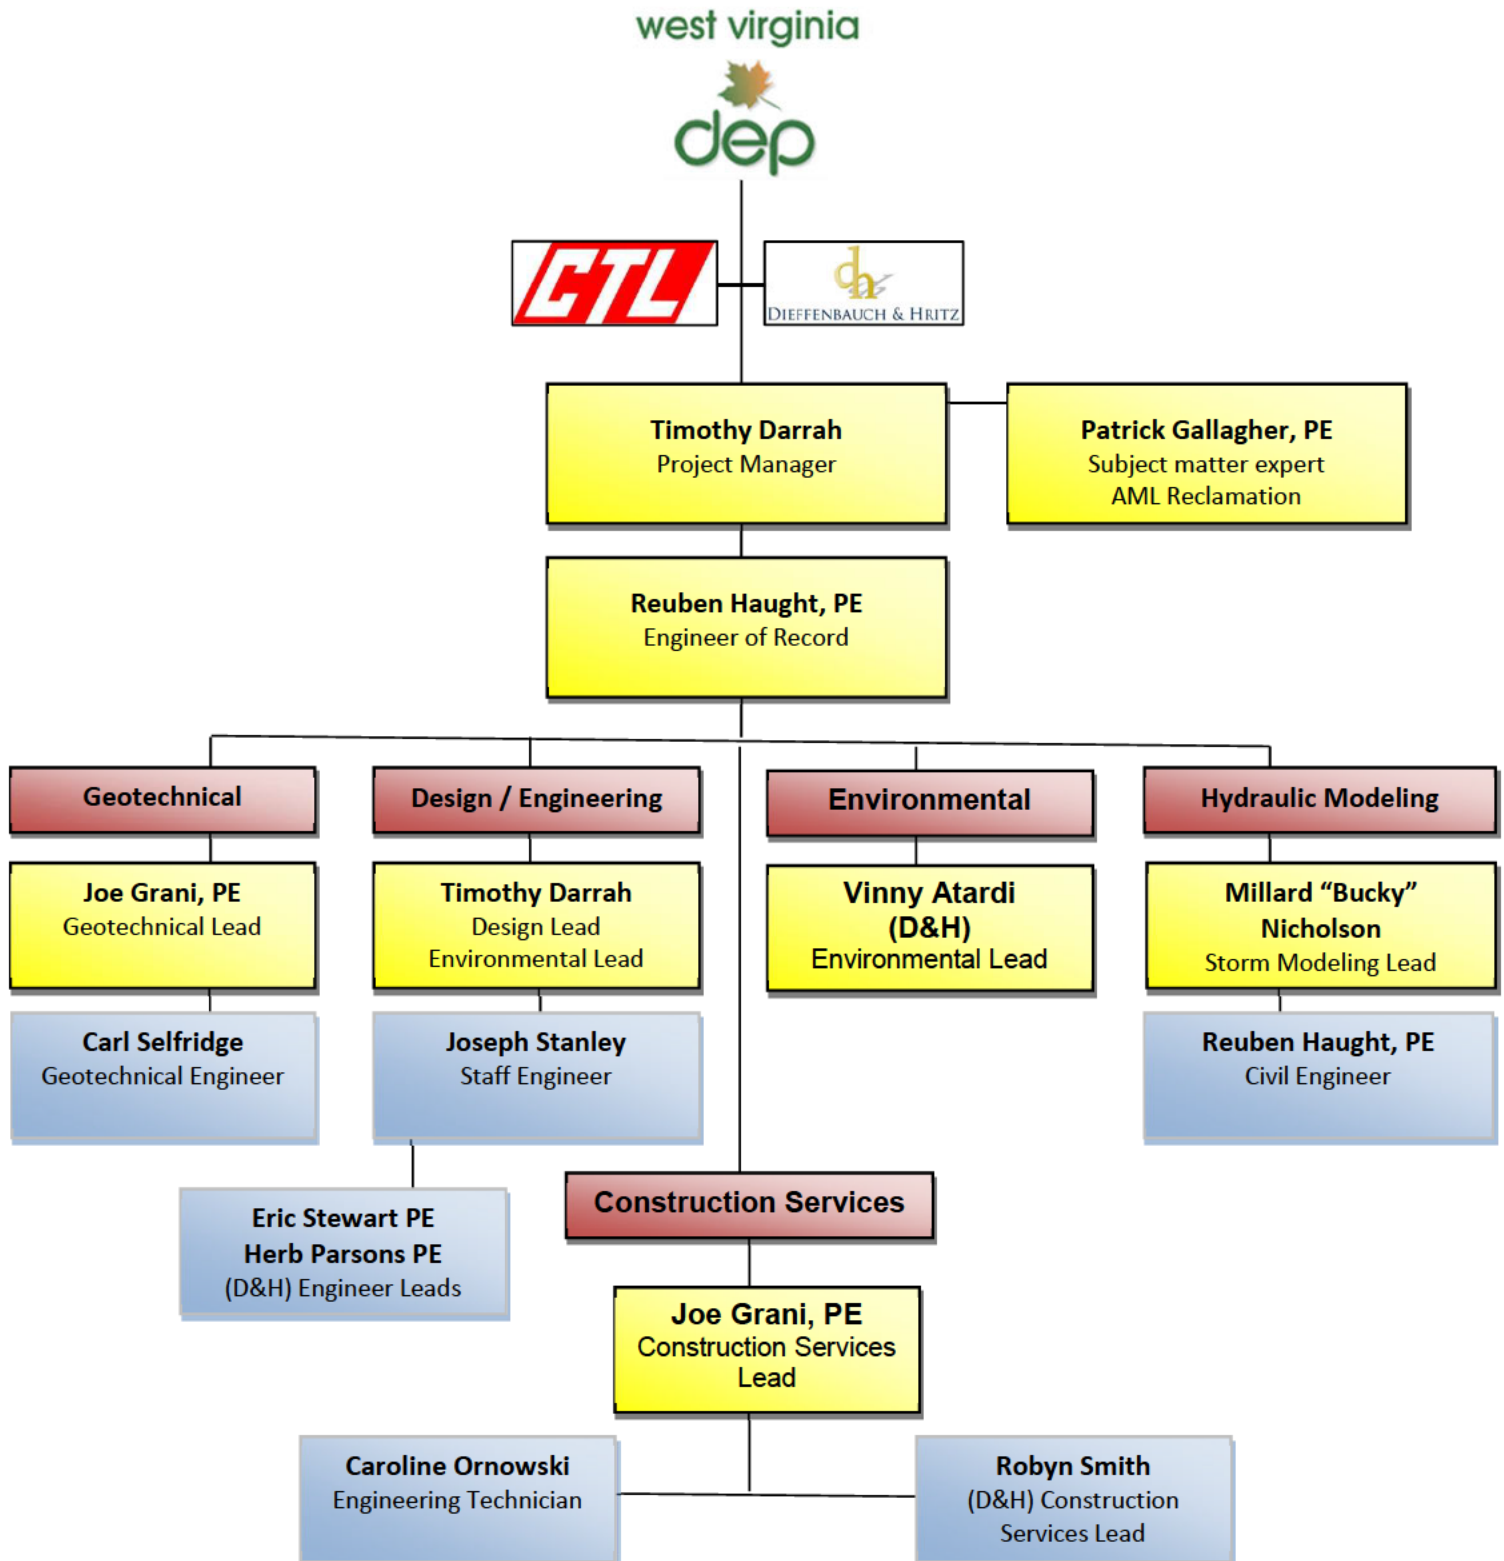 west virginia
dep
CTL
dh
DIEFFENBAUCH & HRITZ
Timothy Darrah
Project Manager
Patrick Gallagher, PE
Subject matter expert
AML Reclamation
Reuben Haught, PE
Engineer of Record
Geotechnical
Design / Engineering
Environmental
Hydraulic Modeling
Joe Grani, PE
Geotechnical Lead
Timothy Darrah
Design Lead
Environmental Lead
Vinny Atardi
(D&H)
Environmental Lead
Millard “Bucky”
Nicholson
Storm Modeling Lead
Carl Selfridge
Geotechnical Engineer
Joseph Stanley
Staff Engineer
Reuben Haught, PE
Civil Engineer
Eric Stewart PE
Herb Parsons PE
(D&H) Engineer Leads
Construction Services
Joe Grani, PE
Construction Services
Lead
Caroline Ornowski
Engineering Technician
Robyn Smith
(D&H) Construction
Services Lead